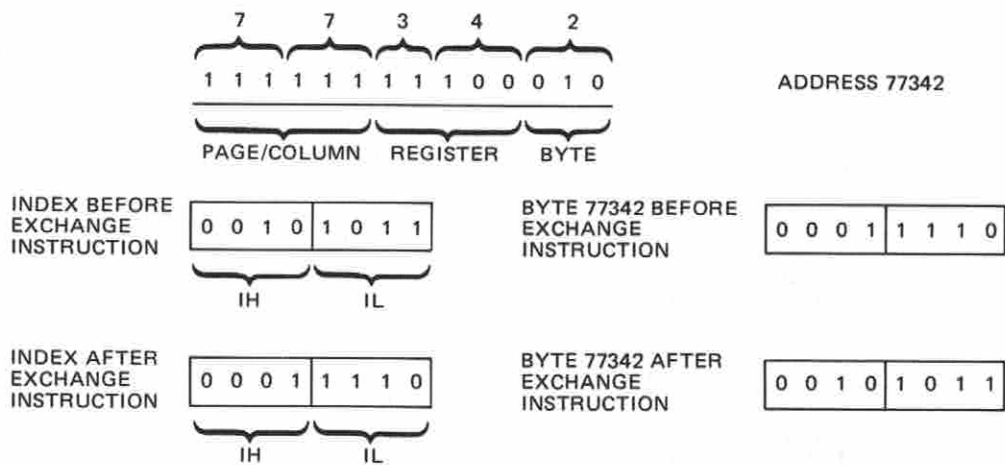 7 7 3 4 2
1 1 1 1 1 1 1 1 1 0 0 0 1 0
ADDRESS 77342
PAGE/COLUMN REGISTER BYTE
INDEX BEFORE
EXCHANGE
INSTRUCTION
0 0 1 0 1 0 1 1
IH IL
BYTE 77342 BEFORE
EXCHANGE
INSTRUCTION
0 0 0 1 1 1 1 0
INDEX AFTER
EXCHANGE
INSTRUCTION
0 0 0 1 1 1 1 0
IH IL
BYTE 77342 AFTER
EXCHANGE
INSTRUCTION
0 0 1 0 1 0 1 1